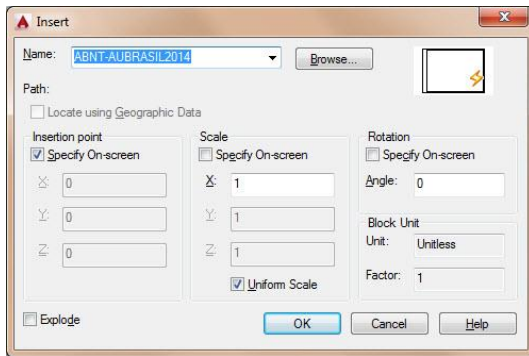 Insert
Name: ABNT-AUBRASIL2014 Browse...
Path:
Locate using Geographic Data
Insertion point
Specify On-screen
X: 0
Y: 0
Z: 0
Scale
Specify On-screen
X: 1
Y: 1
Z: 1
Uniform Scale
Rotation
Specify On-screen
Angle: 0
Block Unit
Unit: Unitless
Factor: 1
Explode
OK Cancel Help